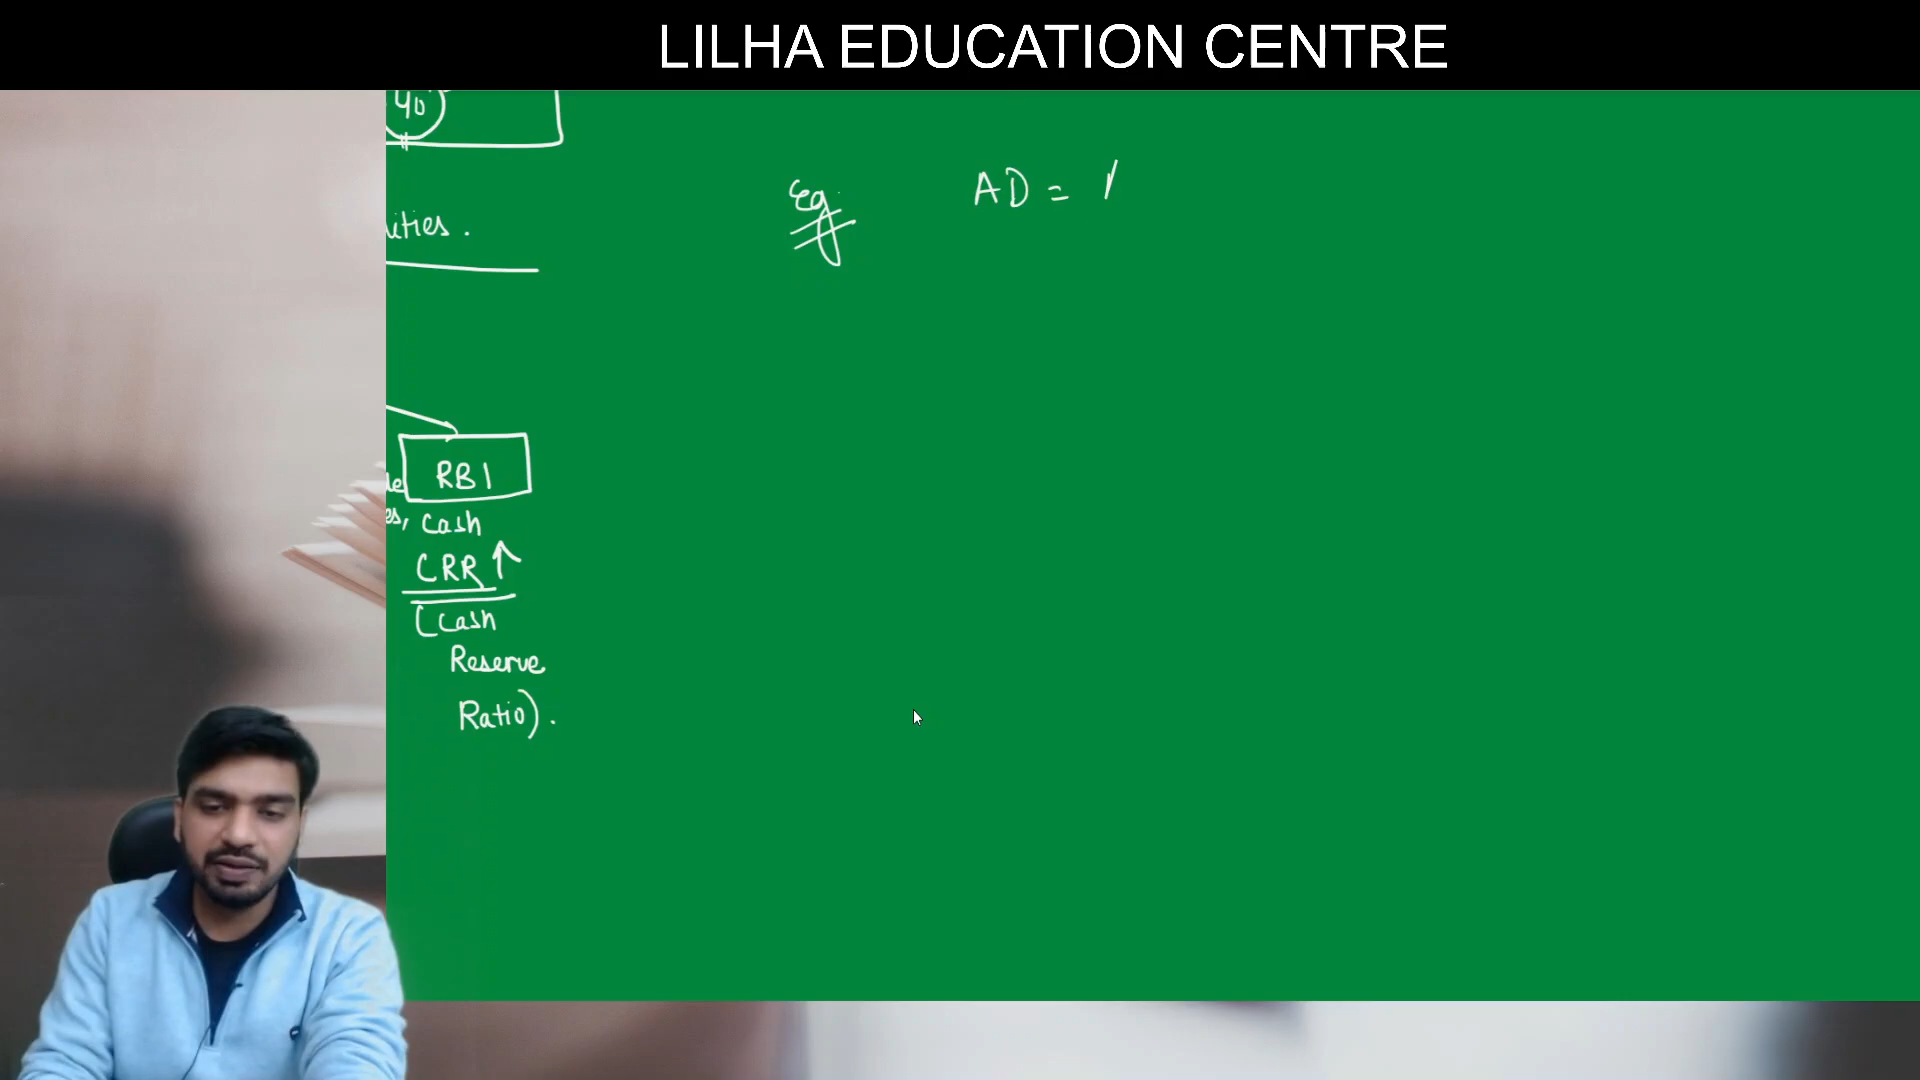 LILHA EDUCATION CENTRE
40
ities.
Eg AD = 1
RBI
es, cash
CRR ↑
(Cash
Reserve
Ratio).